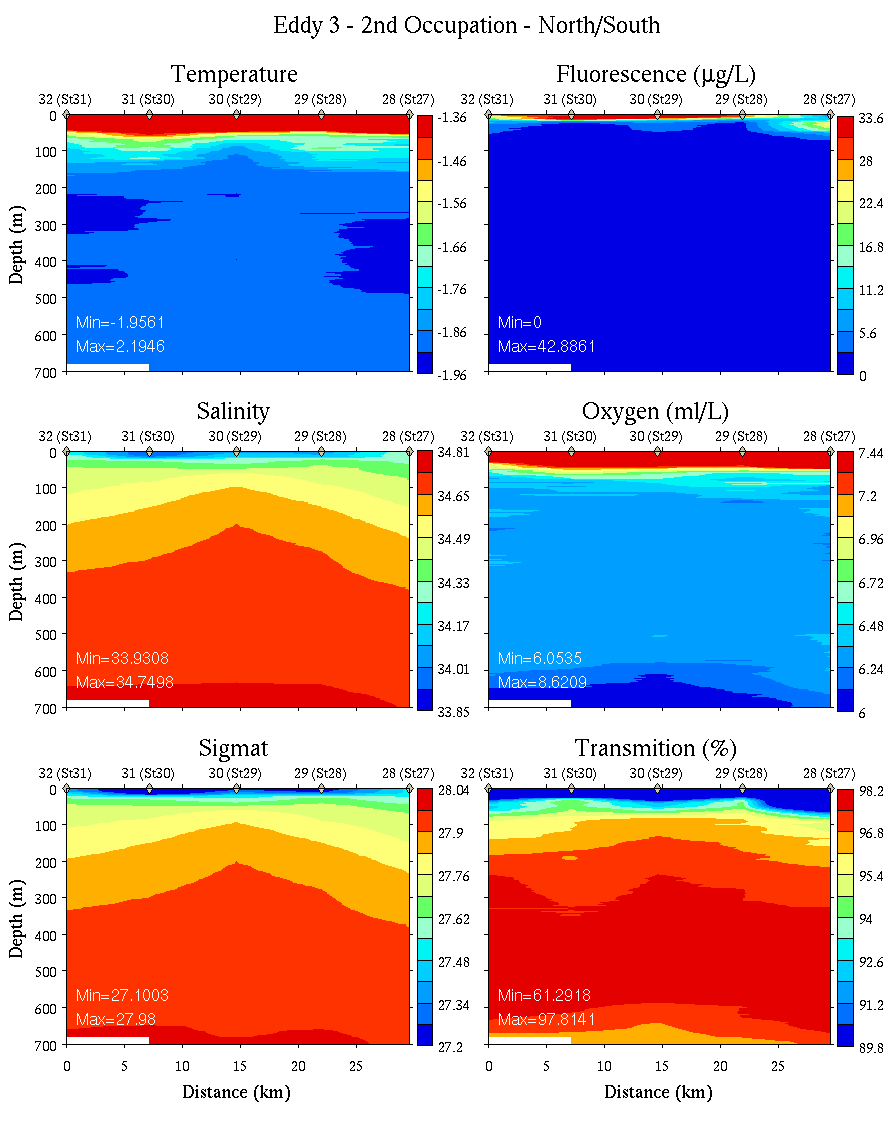 Eddy 3 - 2nd Occupation - North/South
Temperature
32 (St31) 31 (St30) 30 (St29) 29 (St28) 28 (St27)
0
100
200
300
400
500
600
700
Depth (m)
Min=-1.9561
Max=2.1946
-1.36
-1.46
-1.56
-1.66
-1.76
-1.86
-1.96
Fluorescence (µg/L)
32 (St31) 31 (St30) 30 (St29) 29 (St28) 28 (St27)
Min=0
Max=42.8861
33.6
28
22.4
16.8
11.2
5.6
0
Salinity
32 (St31) 31 (St30) 30 (St29) 29 (St28) 28 (St27)
0
100
200
300
400
500
600
700
Depth (m)
Min=33.9308
Max=34.7498
34.81
34.65
34.49
34.33
34.17
34.01
33.85
Oxygen (ml/L)
32 (St31) 31 (St30) 30 (St29) 29 (St28) 28 (St27)
Min=6.0535
Max=8.6209
7.44
7.2
6.96
6.72
6.48
6.24
6
Sigmat
32 (St31) 31 (St30) 30 (St29) 29 (St28) 28 (St27)
0
100
200
300
400
500
600
700
Depth (m)
Min=27.1003
Max=27.98
28.04
27.9
27.76
27.62
27.48
27.34
27.2
0 5 10 15 20 25
Distance (km)
Transmition (%)
32 (St31) 31 (St30) 30 (St29) 29 (St28) 28 (St27)
Min=61.2918
Max=97.8141
98.2
96.8
95.4
94
92.6
91.2
89.8
0 5 10 15 20 25
Distance (km)